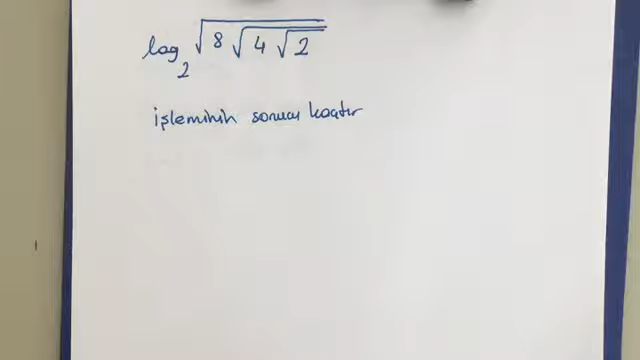 log₂ √(8 √(4 √2))
işleminin sonucu kaçtır